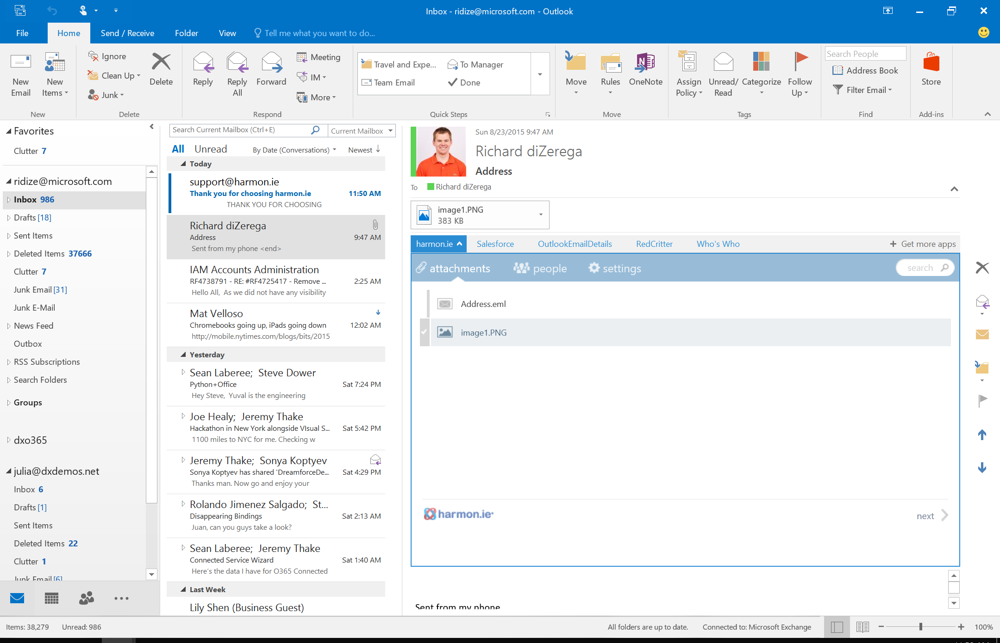 Inbox - ridize@microsoft.com - Outlook
File Home Send / Receive Folder View Tell me what you want to do...
New Email
New Items
New
Ignore
Clean Up
Junk
Delete
Delete
Reply
Reply All
Forward
Meeting
IM
More
Respond
Travel and Expe...
To Manager
Team Email
Done
Quick Steps
Move
Rules
OneNote
Move
Assign Policy
Unread/ Read
Categorize
Follow Up
Tags
Search People
Address Book
Filter Email
Find
Store
Add-ins
Favorites
Clutter 7
ridize@microsoft.com
Inbox 986
Drafts [18]
Sent Items
Deleted Items 37666
Clutter 7
Junk Email [31]
Junk E-Mail
News Feed
Outbox
RSS Subscriptions
Search Folders
Groups
dxo365
julia@dxdemos.net
Inbox 6
Drafts [1]
Sent Items
Deleted Items 22
Clutter 1
Junk Email [6]
Search Current Mailbox (Ctrl+E)
Current Mailbox
All Unread By Date (Conversations) Newest
Today
support@harmon.ie
Thank you for choosing harmon.ie 11:50 AM
THANK YOU FOR CHOOSING
Richard diZerega
Address 9:47 AM
Sent from my phone <end>
IAM Accounts Administration
RF4738791 - RE: #RF4725417 - Remove ... 2:25 AM
Hello All, As we did not have any visibility
Mat Velloso
Chromebooks going up, iPads going down 12:02 AM
http://mobile.nytimes.com/blogs/bits/2015
Yesterday
Sean Laberee; Steve Dower
Python+Office Sat 7:24 PM
Hey Steve, Yuval is the engineering
Joe Healy; Jeremy Thake
Hackathon in New York alongside VIsual S... Sat 5:42 PM
1100 miles to NYC for me. Checking w
Jeremy Thake; Sonya Koptyev
Sonya Koptyev has shared 'DreamforceDe... Sat 4:29 PM
Thanks man. Now go and enjoy your
Rolando Jimenez Salgado; St...
Disappearing Bindings Sat 2:13 AM
Juan, can you guys take a look?
Sean Laberee; Jeremy Thake
Connected Service Wizard Sat 1:40 AM
Here's the data I have for O365 Connected
Last Week
Lily Shen (Business Guest)
Sun 8/23/2015 9:47 AM
Richard diZerega
Address
To Richard diZerega
image1.PNG
383 KB
harmon.ie Salesforce OutlookEmailDetails RedCritter Who's Who + Get more apps
attachments people settings search
Address.eml
image1.PNG
harmon.ie
next
Sent from my phone
Items: 38,279 Unread: 986 All folders are up to date. Connected to: Microsoft Exchange 100%